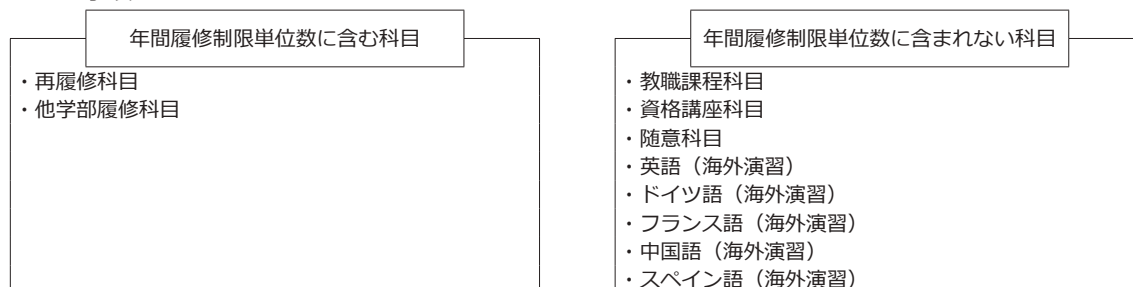 年間履修制限単位数に含む科目
・再履修科目
・他学部履修科目
年間履修制限単位数に含まれない科目
・教職課程科目
・資格講座科目
・随意科目
・英語（海外演習）
・ドイツ語（海外演習）
・フランス語（海外演習）
・中国語（海外演習）
・スペイン語（海外演習）